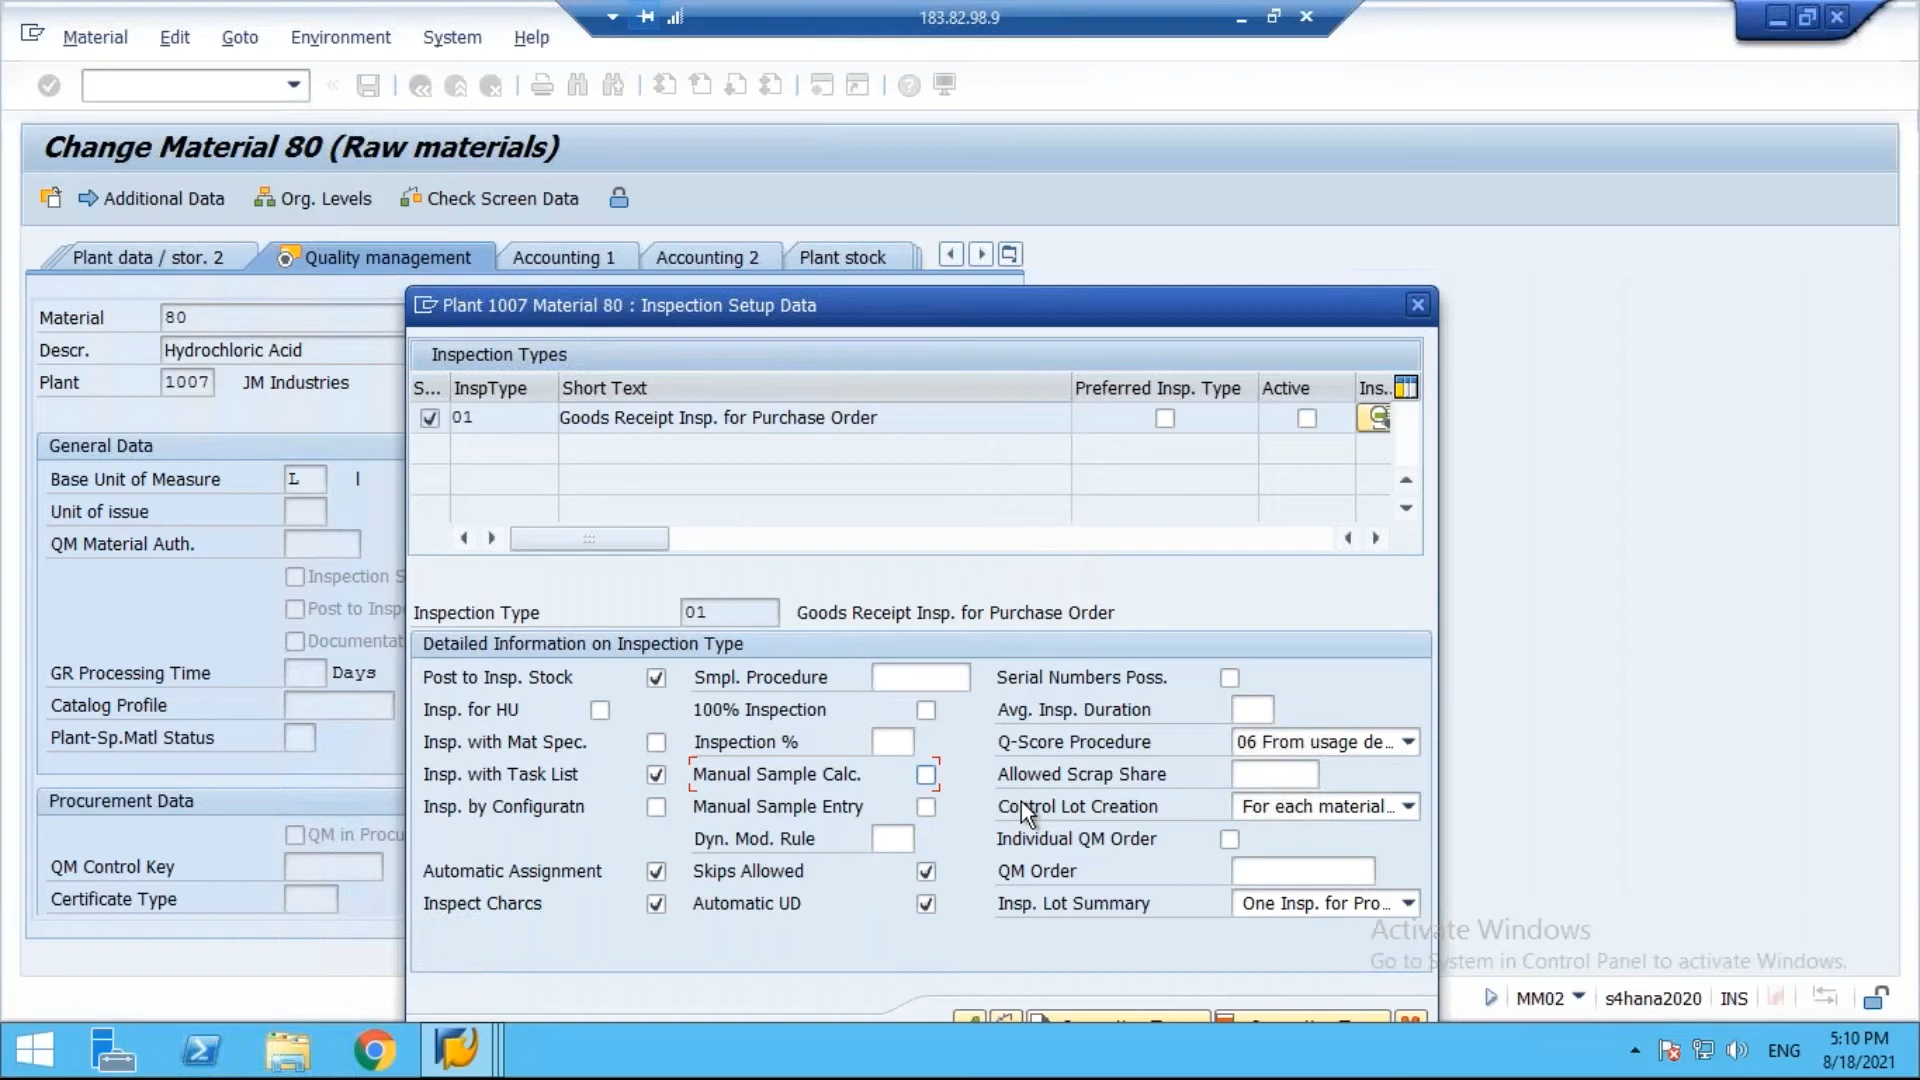 183.82.98.9
Material Edit Goto Environment System Help
Change Material 80 (Raw materials)
Additional Data Org. Levels Check Screen Data
Plant data / stor. 2 Quality management Accounting 1 Accounting 2 Plant stock
Material 80
Descr. Hydrochloric Acid
Plant 1007 JM Industries
General Data
Base Unit of Measure L l
Unit of issue
QM Material Auth.
Inspection S
Post to Insp
Documentat
GR Processing Time Days
Catalog Profile
Plant-Sp.Matl Status
Procurement Data
QM in Procu
QM Control Key
Certificate Type
Plant 1007 Material 80 : Inspection Setup Data
Inspection Types
S... InspType Short Text Preferred Insp. Type Active Ins..
01 Goods Receipt Insp. for Purchase Order
Inspection Type 01 Goods Receipt Insp. for Purchase Order
Detailed Information on Inspection Type
Post to Insp. Stock Smpl. Procedure Serial Numbers Poss.
Insp. for HU 100% Inspection Avg. Insp. Duration
Insp. with Mat Spec. Inspection % Q-Score Procedure 06 From usage de...
Insp. with Task List Manual Sample Calc. Allowed Scrap Share
Insp. by Configuratn Manual Sample Entry Control Lot Creation For each material...
Dyn. Mod. Rule Individual QM Order
Automatic Assignment Skips Allowed QM Order
Inspect Charcs Automatic UD Insp. Lot Summary One Insp. for Pro...
Activate Windows
Go to System in Control Panel to activate Windows.
MM02 s4hana2020 INS
ENG 5:10 PM
8/18/2021